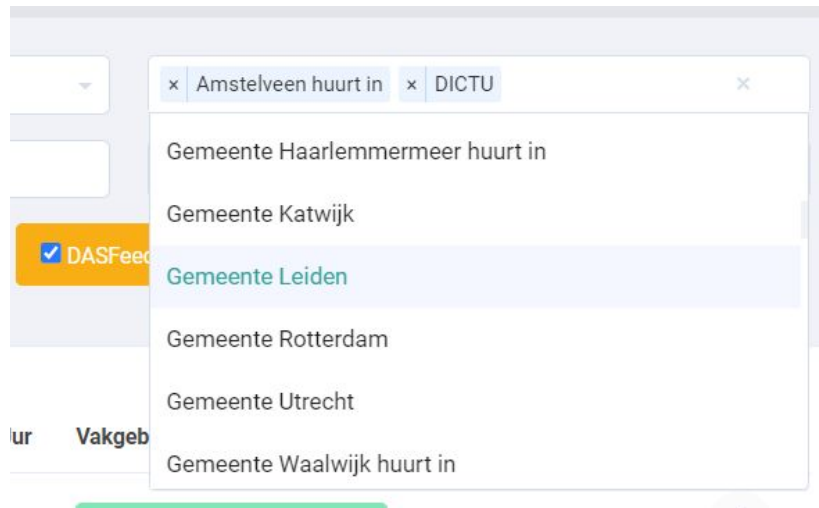 × Amstelveen huurt in × DICTU ×
Gemeente Haarlemmermeer huurt in
Gemeente Katwijk
DASFeed
Gemeente Leiden
Gemeente Rotterdam
Gemeente Utrecht
Vakgeb
Gemeente Waalwijk huurt in